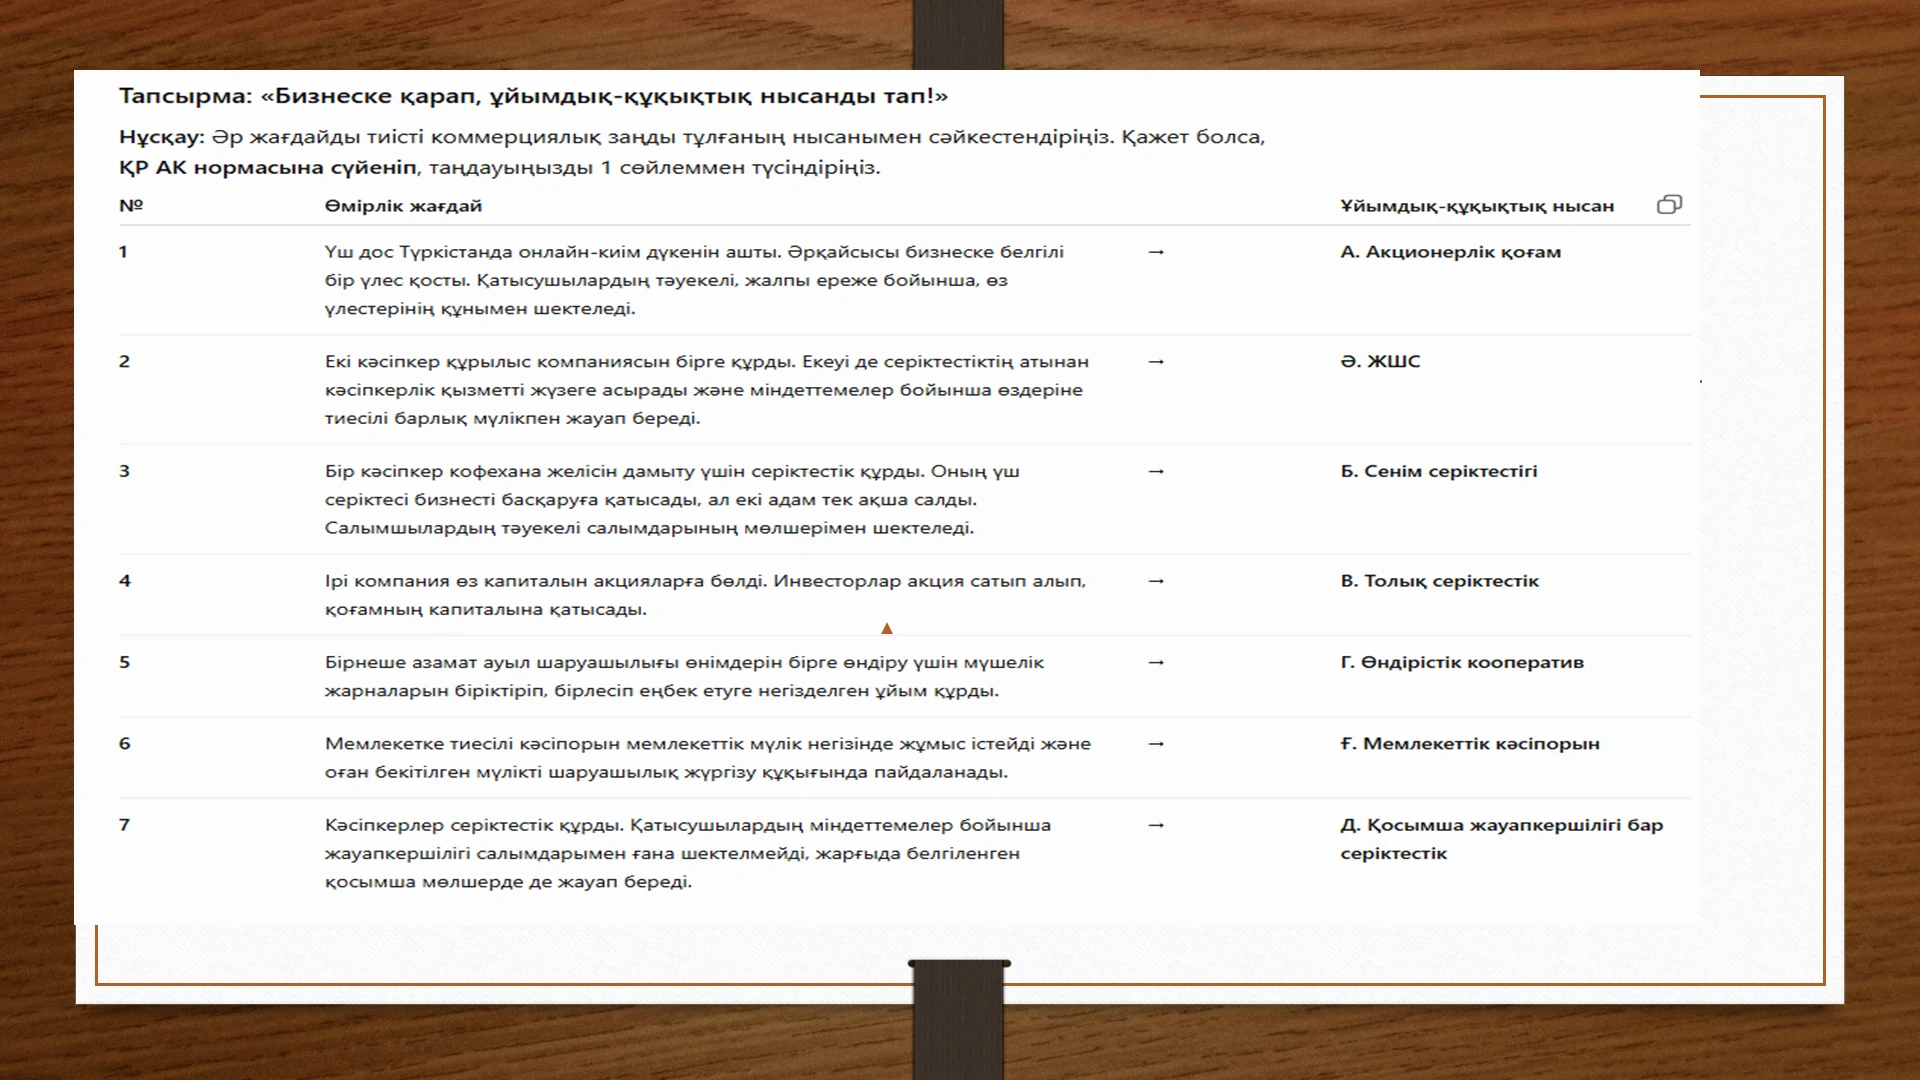 Тапсырма: «Бизнеске қарап, ұйымдық-құқықтық нысанды тап!»
Нұсқау: Әр жағдайды тиісті коммерциялық заңды тұлғаның нысанымен сәйкестендіріңіз. Қажет болса,
ҚР АК нормасына сүйеніп, таңдауыңызды 1 сөйлеммен түсіндіріңіз.
№ Өмірлік жағдай Ұйымдық-құқықтық нысан
1 Үш дос Түркістанда онлайн-киім дүкенін ашты. Әрқайсысы бизнеске белгілі → А. Акционерлік қоғам
бір үлес қосты. Қатысушылардың тәуекелі, жалпы ереже бойынша, өз
үлестерінің құнымен шектеледі.
2 Екі кәсіпкер құрылыс компаниясын бірге құрды. Екеуі де серіктестіктің атынан → Ә. ЖШС
кәсіпкерлік қызметті жүзеге асырады және міндеттемелер бойынша өздеріне
тиесілі барлық мүлікпен жауап береді.
3 Бір кәсіпкер кофехана желісін дамыту үшін серіктестік құрды. Оның үш → Б. Сенім серіктестігі
серіктесі бизнесті басқаруға қатысады, ал екі адам тек ақша салды.
Салымшылардың тәуекелі салымдарының мөлшерімен шектеледі.
4 Ірі компания өз капиталын акцияларға бөлді. Инвесторлар акция сатып алып, → В. Толық серіктестік
қоғамның капиталына қатысады.
5 Бірнеше азамат ауыл шаруашылығы өнімдерін бірге өндіру үшін мүшелік → Г. Өндірістік кооператив
жарналарын біріктіріп, бірлесіп еңбек етуге негізделген ұйым құрды.
6 Мемлекетке тиесілі кәсіпорын мемлекеттік мүлік негізінде жұмыс істейді және → Ғ. Мемлекеттік кәсіпорын
оған бекітілген мүлікті шаруашылық жүргізу құқығында пайдаланады.
7 Кәсіпкерлер серіктестік құрды. Қатысушылардың міндеттемелер бойынша → Д. Қосымша жауапкершілігі бар
жауапкершілігі салымдарымен ғана шектелмейді, жарғыда белгіленген серіктестік
қосымша мөлшерде де жауап береді.